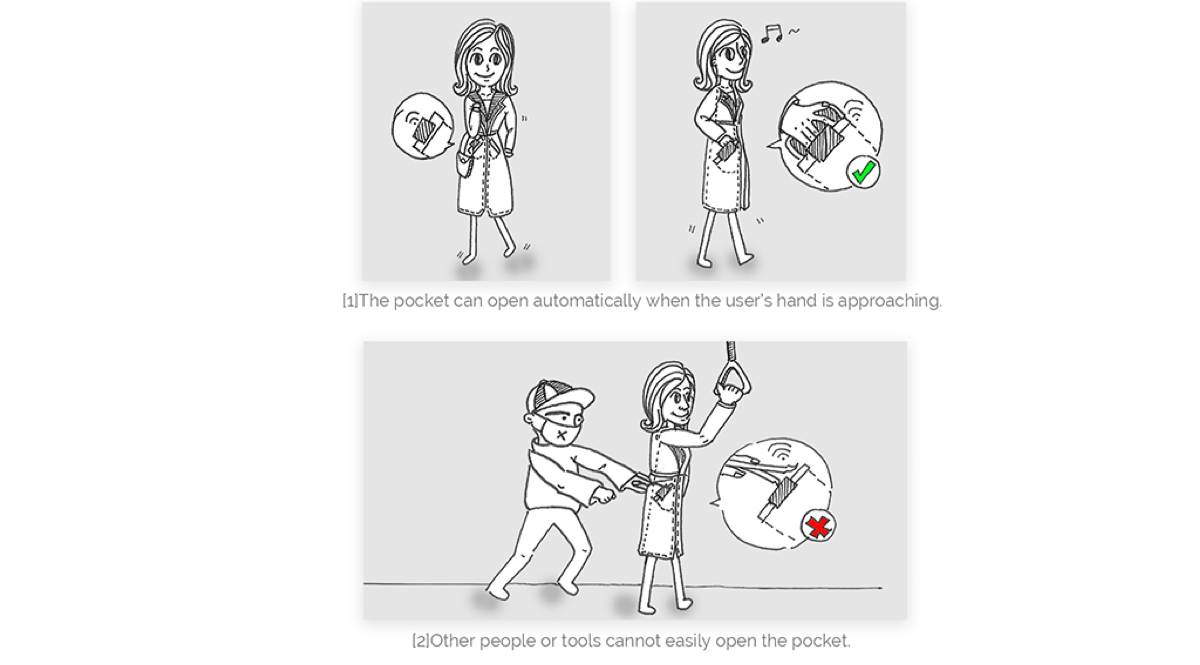 [1]The pocket can open automatically when the user's hand is approaching.
[2]Other people or tools cannot easily open the pocket.